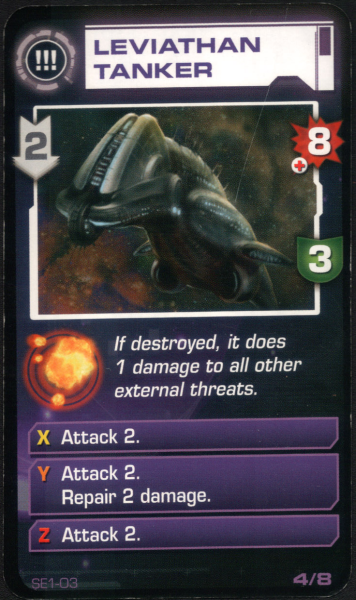 !!!
LEVIATHAN
TANKER
2
8
3
If destroyed, it does
1 damage to all other
external threats.
X Attack 2.
Y Attack 2.
Repair 2 damage.
Z Attack 2.
SE1-03
4/8